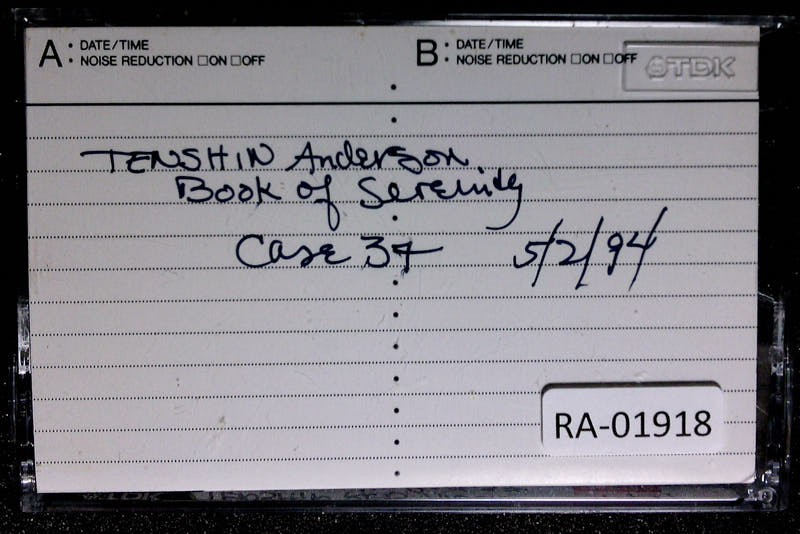 A: DATE/TIME
NOISE REDUCTION □ON □OFF
B: DATE/TIME
NOISE REDUCTION □ON □OFF
TDK
TENSHIN Anderson
Book of Serenity
Case 34 5/2/94
RA-01918